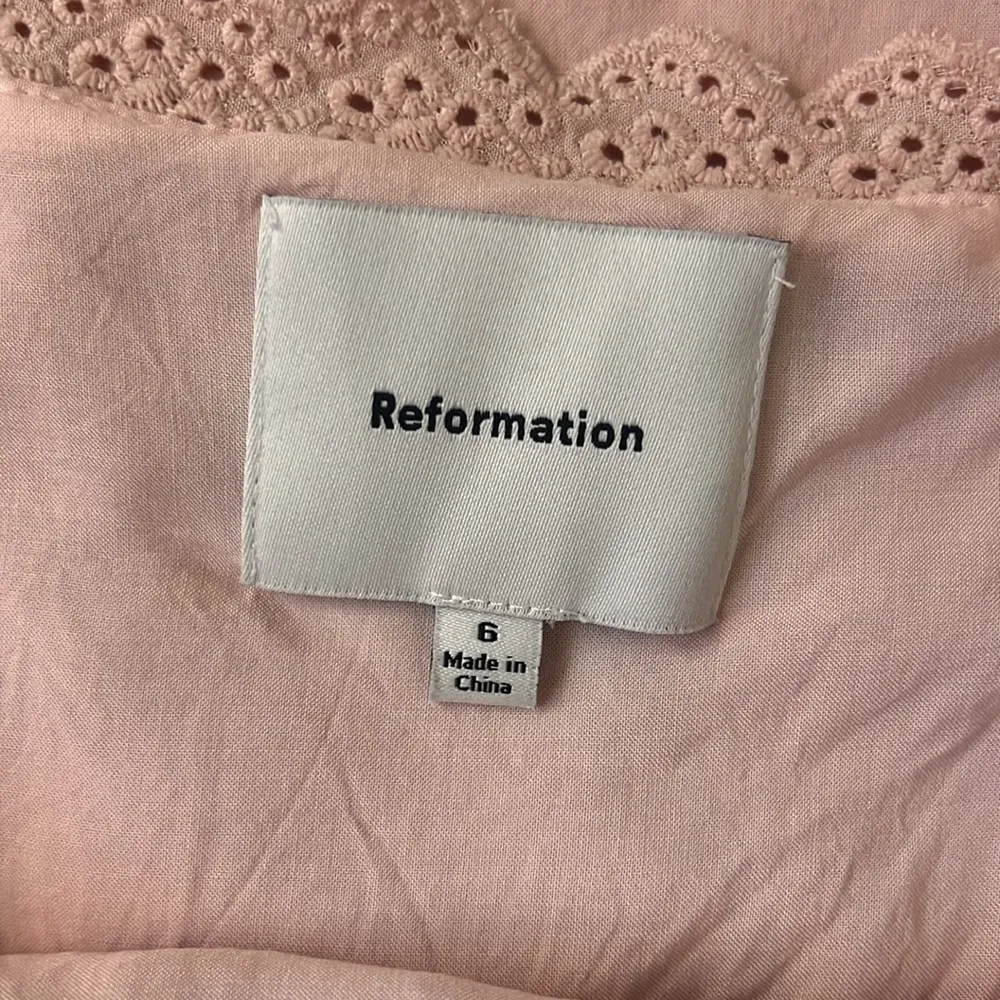 Reformation
6
Made in
China